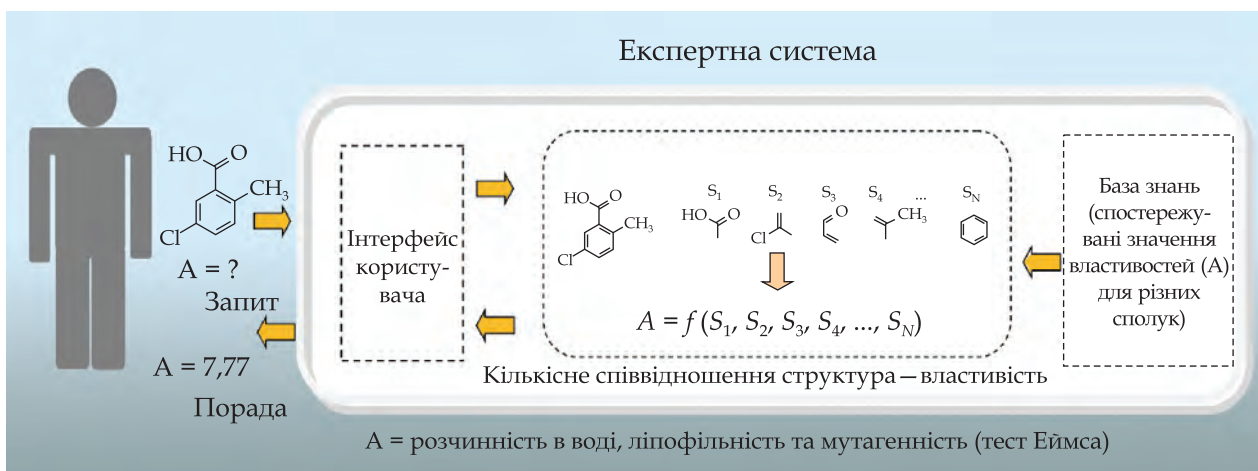 Експертна система
HO
O
CH3
Cl
A = ?
Запит
A = 7,77
Порада
Інтерфейс
користу-
вача
HO
O
CH3
Cl
S1
HO
O
S2
Cl
S3
O
S4
CH3
...
SN
A = f (S1, S2, S3, S4, ..., SN)
Кількісне співвідношення структура—властивість
База знань
(спостережу-
вані значення
властивостей (А)
для різних
сполук)
A = розчинність в воді, ліпофільність та мутагенність (тест Еймса)